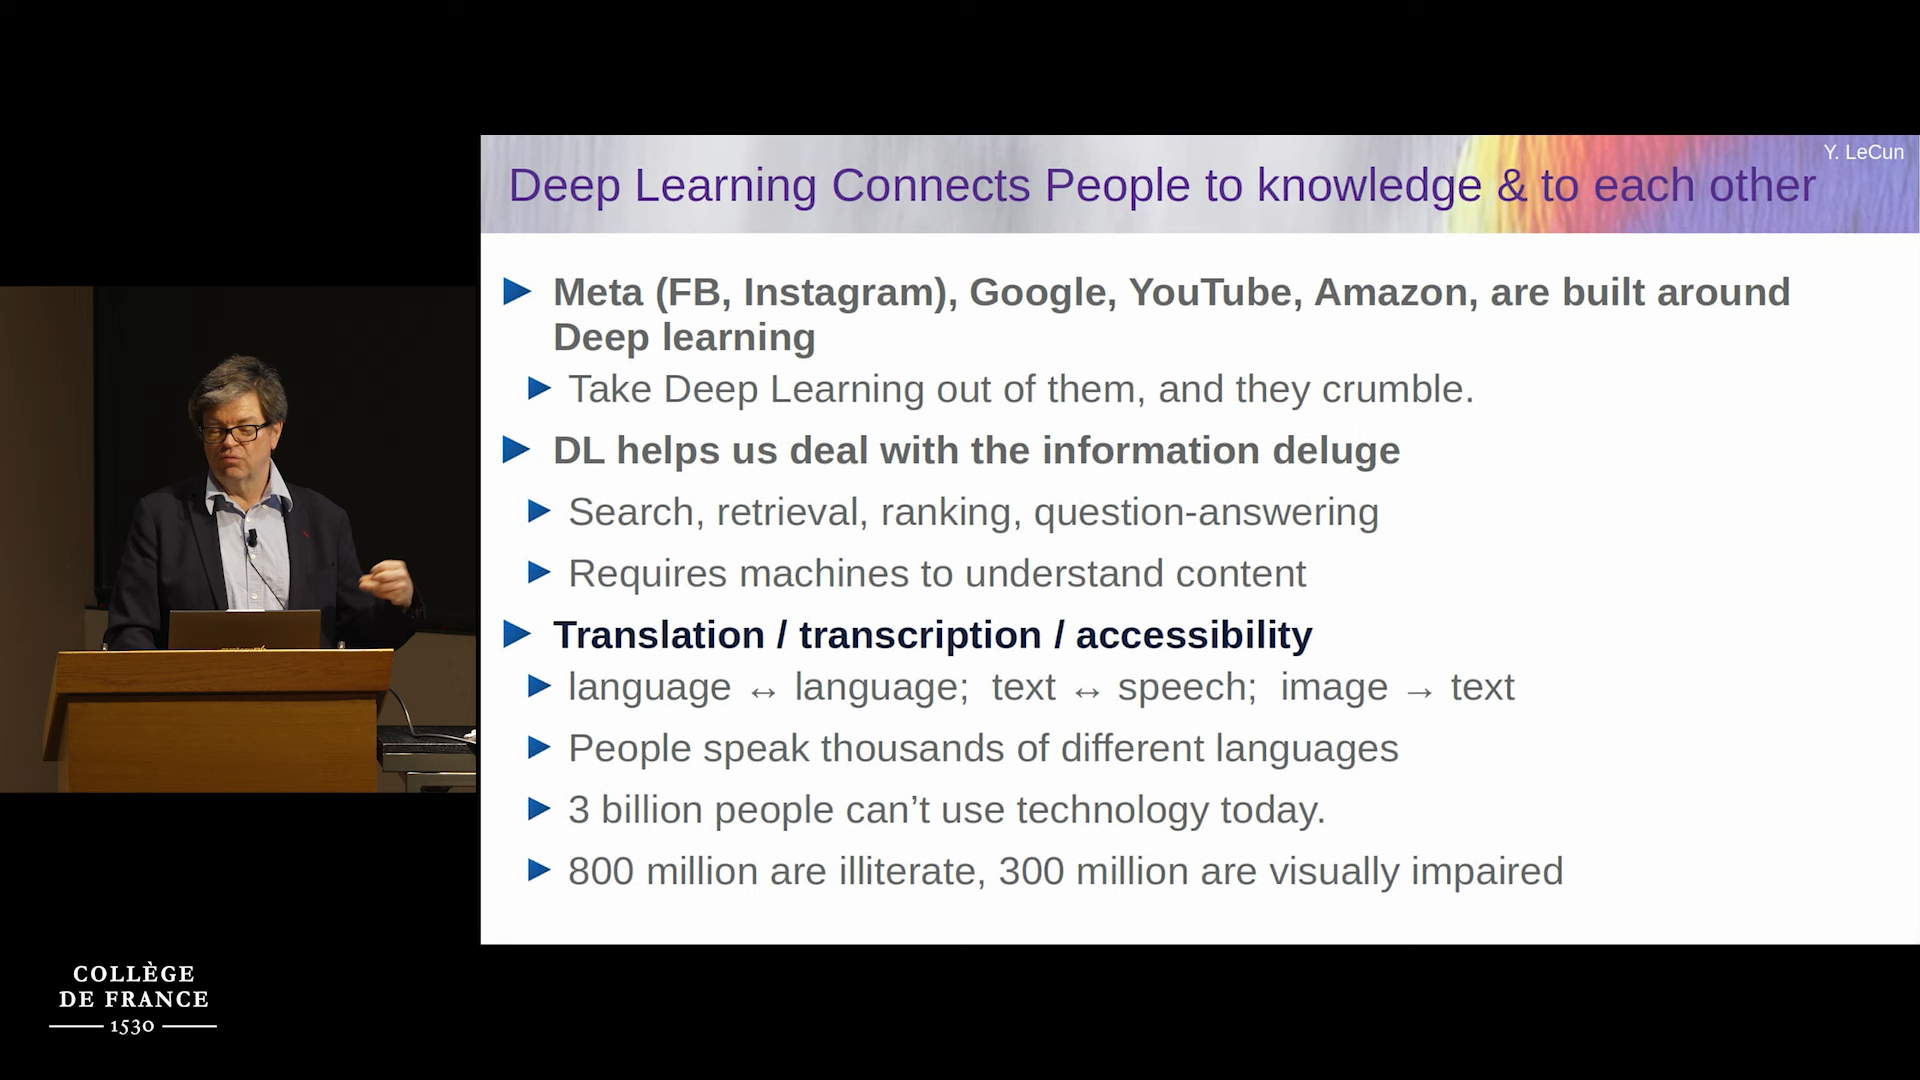 Y. LeCun
Deep Learning Connects People to knowledge & to each other
Meta (FB, Instagram), Google, YouTube, Amazon, are built around
Deep learning
Take Deep Learning out of them, and they crumble.
DL helps us deal with the information deluge
Search, retrieval, ranking, question-answering
Requires machines to understand content
Translation / transcription / accessibility
language ↔ language;  text ↔ speech;  image → text
People speak thousands of different languages
3 billion people can’t use technology today.
800 million are illiterate, 300 million are visually impaired
COLLÈGE
DE FRANCE
1530